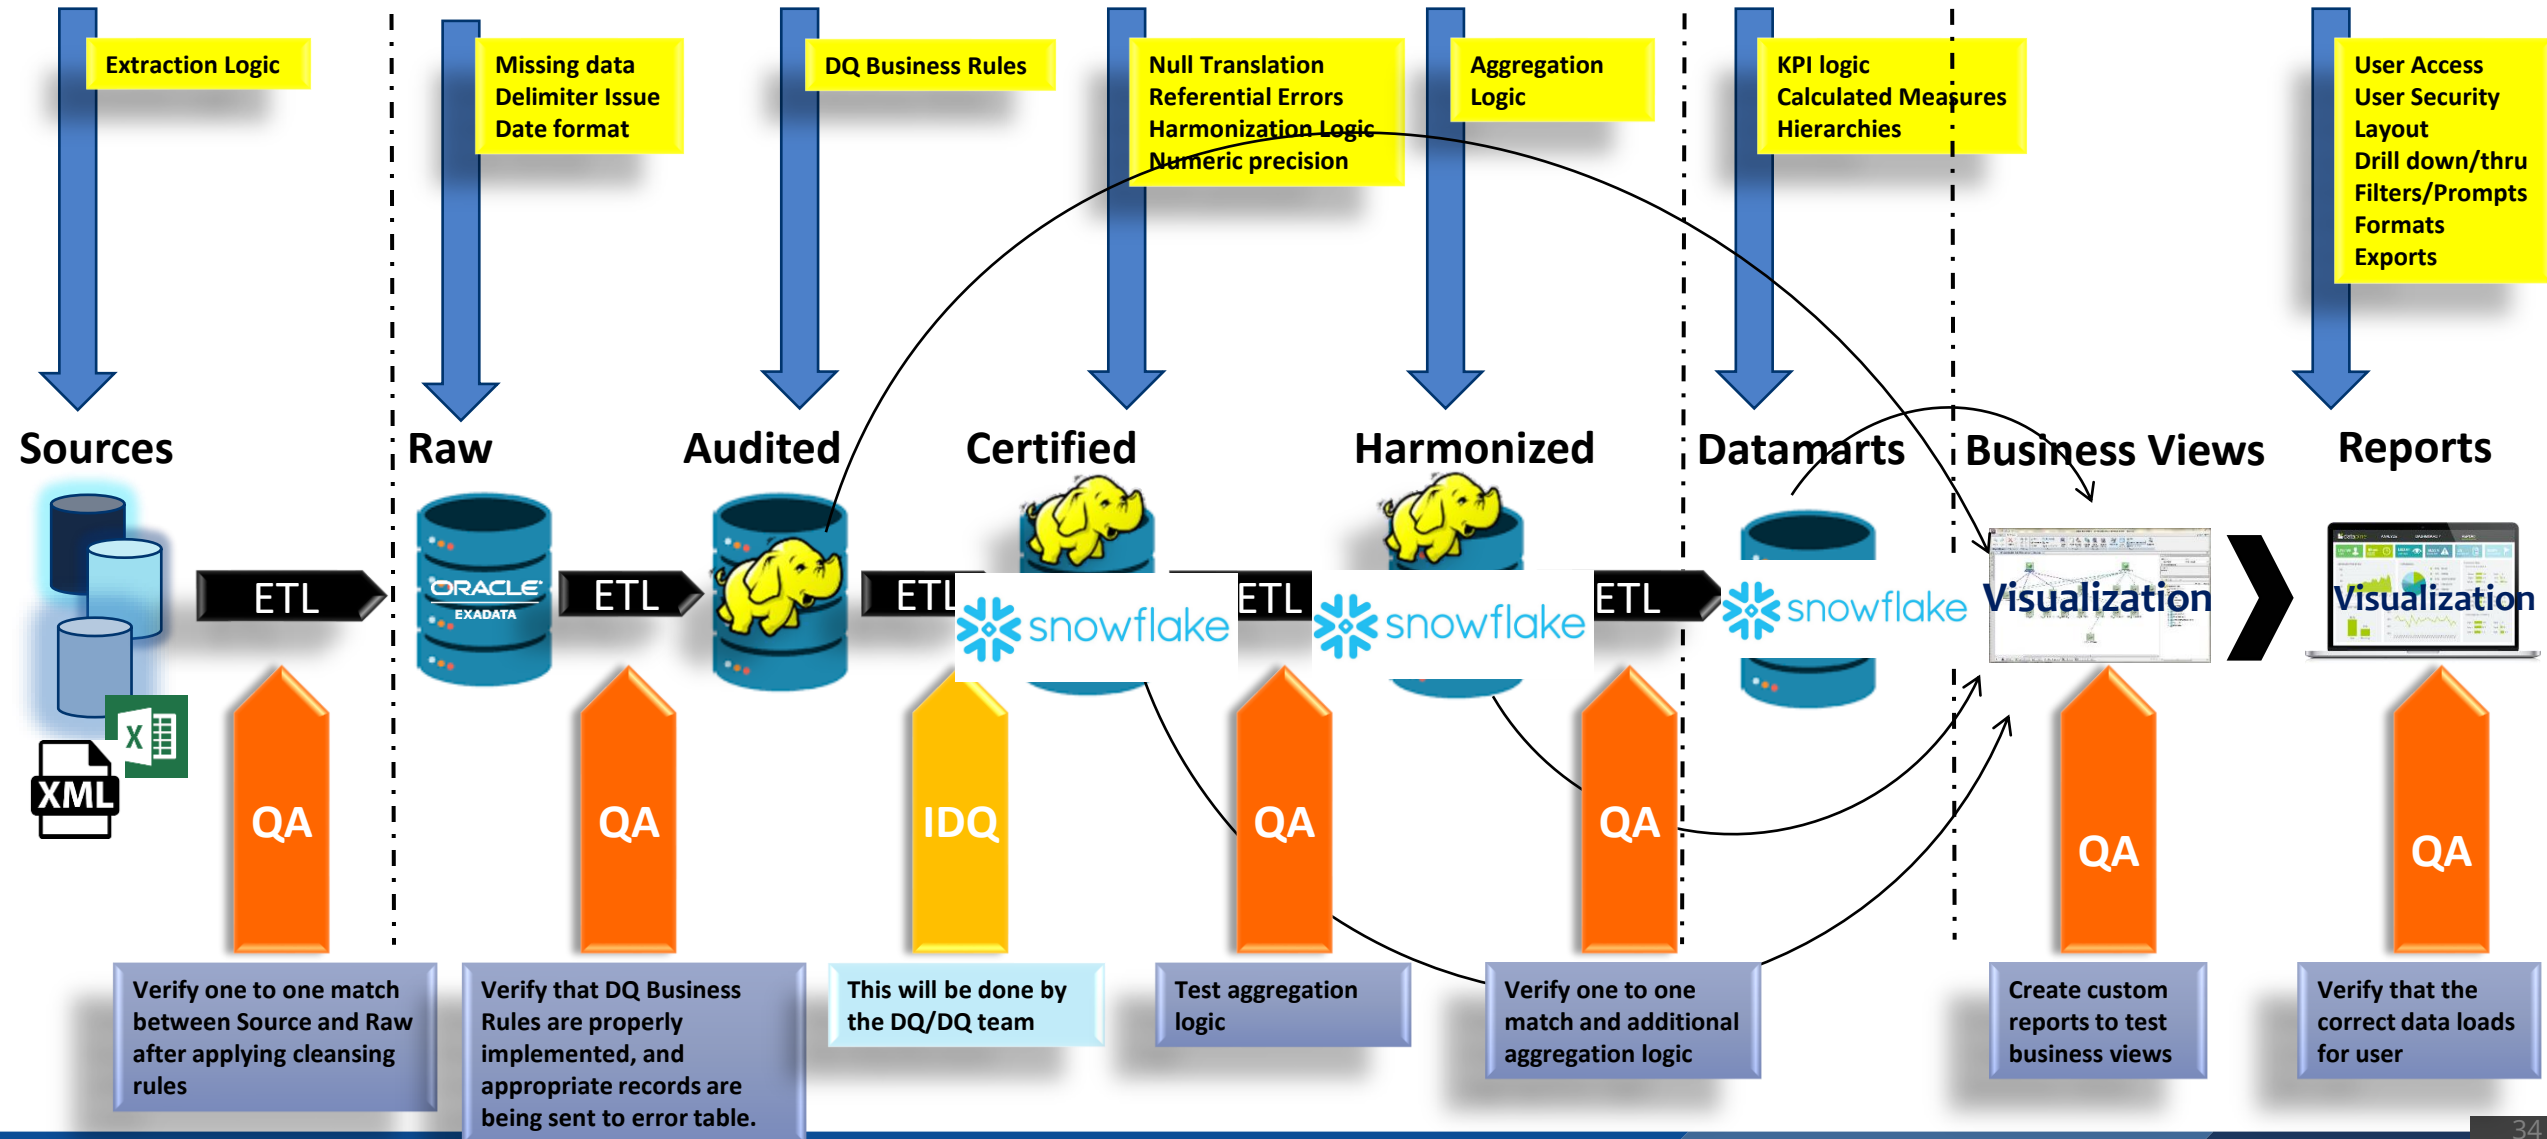 Extraction Logic
Missing data
Delimiter Issue
Date format
DQ Business Rules
Null Translation
Referential Errors
Harmonization Logic
Numeric precision
Aggregation
Logic
KPI logic
Calculated Measures
Hierarchies
User Access
User Security
Layout
Drill down/thru
Filters/Prompts
Formats
Exports
Sources
Raw
Audited
Certified
Harmonized
Datamarts
Business Views
Reports
ETL
ORACLE
EXADATA
ETL
ETL
snowflake
ETL
snowflake
ETL
snowflake
Visualization
Visualization
X
XML
QA
QA
IDQ
QA
QA
QA
QA
Verify one to one match
between Source and Raw
after applying cleansing
rules
Verify that DQ Business
Rules are properly
implemented, and
appropriate records are
being sent to error table.
This will be done by
the DQ/DQ team
Test aggregation
logic
Verify one to one
match and additional
aggregation logic
Create custom
reports to test
business views
Verify that the
correct data loads
for user
34